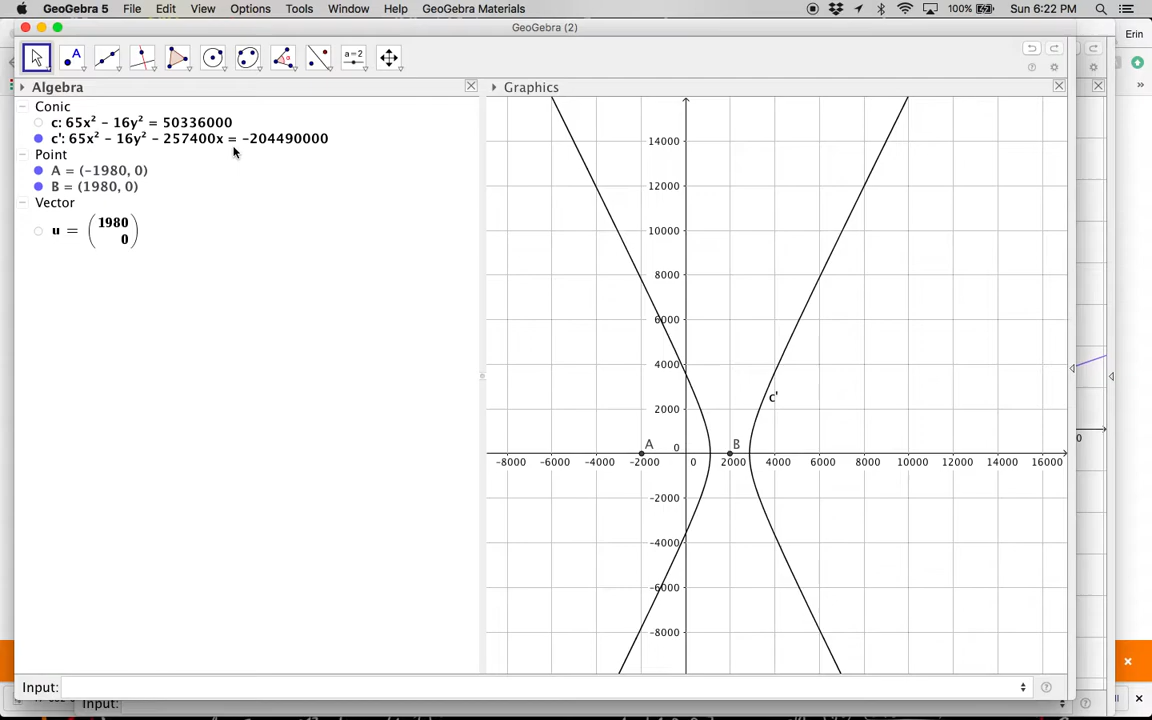 GeoGebra 5 File Edit View Options Tools Window Help GeoGebra Materials 100% Sun 6:22 PM
GeoGebra (2)
Erin
A a=2
Algebra
Graphics
Conic
c: 65x² − 16y² = 50336000
c': 65x² − 16y² − 257400x = −204490000
Point
A = (−1980, 0)
B = (1980, 0)
Vector
u = (1980
0)
14000
12000
10000
8000
6000
4000
2000
0
-2000
-4000
-6000
-8000
-8000 -6000 -4000 -2000 0 2000 4000 6000 8000 10000 12000 14000 16000
A B
c'
0
Input:
Input: